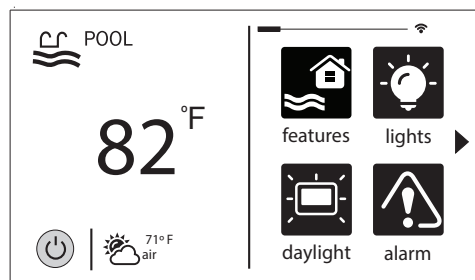 POOL
82°F
71° F
air
features
lights
daylight
alarm